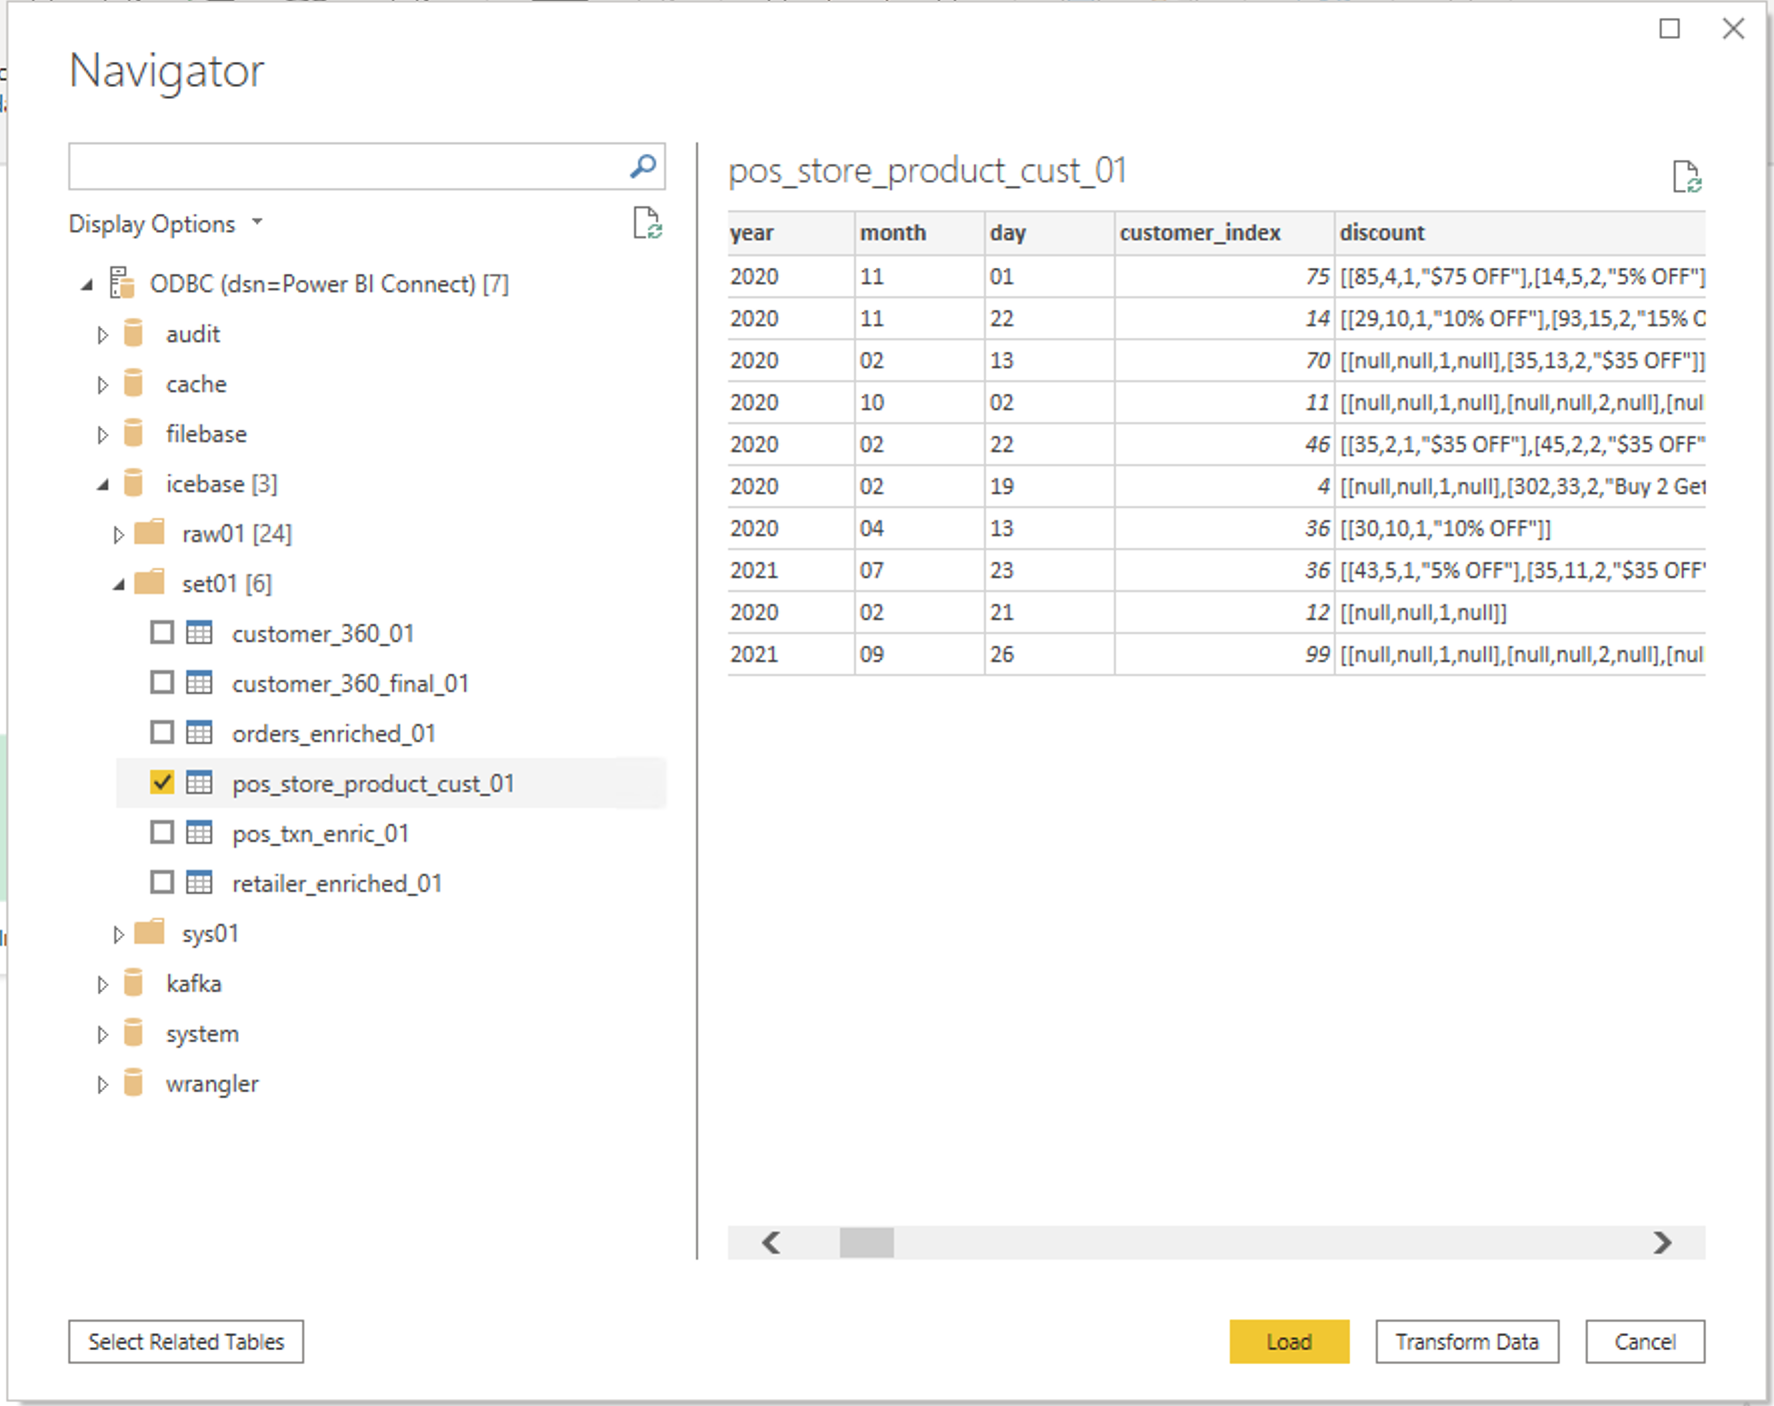 Navigator
Display Options
ODBC (dsn=Power BI Connect) [7]
audit
cache
filebase
icebase [3]
raw01 [24]
set01 [6]
customer_360_01
customer_360_final_01
orders_enriched_01
pos_store_product_cust_01
pos_txn_enric_01
retailer_enriched_01
sys01
kafka
system
wrangler
pos_store_product_cust_01
year month day customer_index discount
2020 11 01 75 [[85,4,1,"$75 OFF"],[14,5,2,"5% OFF"]
2020 11 22 14 [[29,10,1,"10% OFF"],[93,15,2,"15% O
2020 02 13 70 [[null,null,1,null],[35,13,2,"$35 OFF"]]
2020 10 02 11 [[null,null,1,null],[null,null,2,null],[nul
2020 02 22 46 [[35,2,1,"$35 OFF"],[45,2,2,"$35 OFF"
2020 02 19 4 [[null,null,1,null],[302,33,2,"Buy 2 Get
2020 04 13 36 [[30,10,1,"10% OFF"]]
2021 07 23 36 [[43,5,1,"5% OFF"],[35,11,2,"$35 OFF"
2020 02 21 12 [[null,null,1,null]]
2021 09 26 99 [[null,null,1,null],[null,null,2,null],[nul
Select Related Tables
Load
Transform Data
Cancel